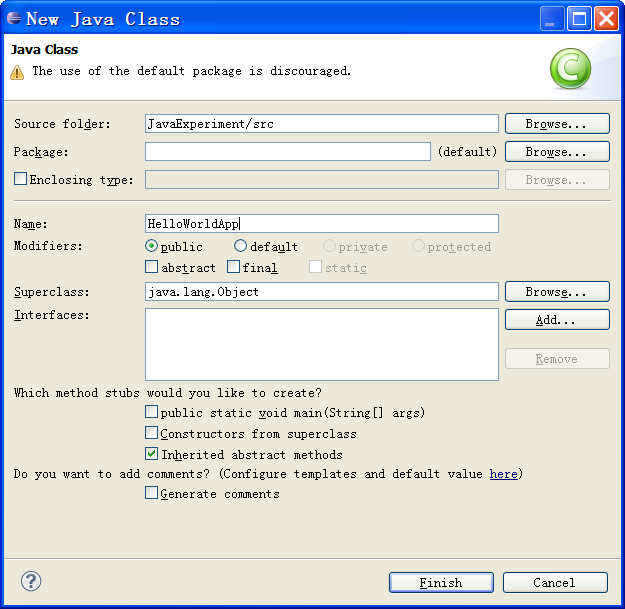 New Java Class
Java Class
The use of the default package is discouraged.
Source folder: JavaExperiment/src Browse...
Package: (default) Browse...
Enclosing type: Browse...
Name: HelloWorldApp
Modifiers: public default private protected
abstract final static
Superclass: java.lang.Object Browse...
Interfaces: Add...
Remove
Which method stubs would you like to create?
public static void main(String[] args)
Constructors from superclass
Inherited abstract methods
Do you want to add comments? (Configure templates and default value here)
Generate comments
? Finish Cancel